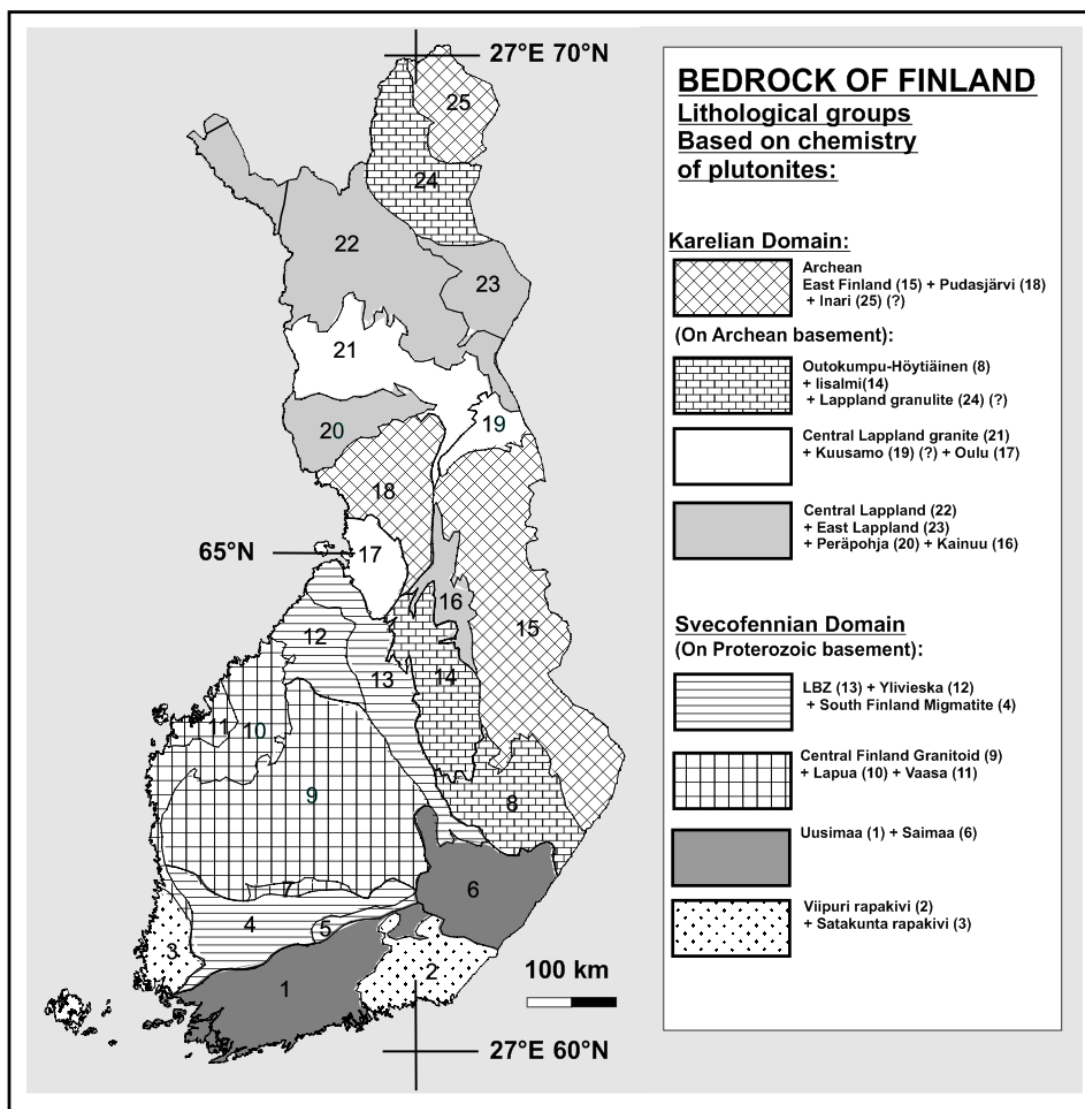 27°E 70°N
25
24
22
23
21
20
19
18
65°N
17
16
15
12
13
14
11
10
9
8
7
6
4
5
3
2
1
100 km
27°E 60°N
BEDROCK OF FINLAND
Lithological groups
Based on chemistry
of plutonites:
Karelian Domain:
Archean
East Finland (15) + Pudasjärvi (18)
+ Inari (25) (?)
(On Archean basement):
Outokumpu-Höytiäinen (8)
+ Iisalmi(14)
+ Lappland granulite (24) (?)
Central Lappland granite (21)
+ Kuusamo (19) (?) + Oulu (17)
Central Lappland (22)
+ East Lappland (23)
+ Peräpohja (20) + Kainuu (16)
Svecofennian Domain
(On Proterozoic basement):
LBZ (13) + Ylivieska (12)
+ South Finland Migmatite (4)
Central Finland Granitoid (9)
+ Lapua (10) + Vaasa (11)
Uusimaa (1) + Saimaa (6)
Viipuri rapakivi (2)
+ Satakunta rapakivi (3)